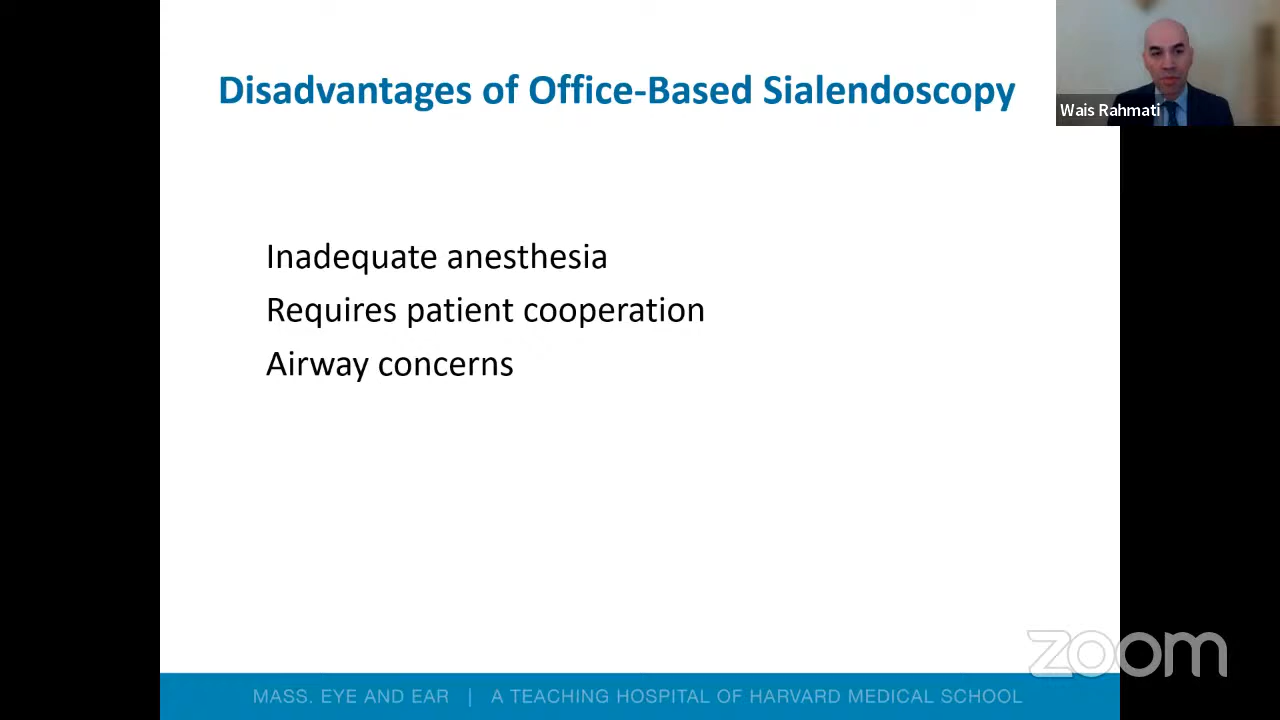 Disadvantages of Office-Based Sialendoscopy
Wais Rahmati
Inadequate anesthesia
Requires patient cooperation
Airway concerns
zoom
MASS. EYE AND EAR | A TEACHING HOSPITAL OF HARVARD MEDICAL SCHOOL